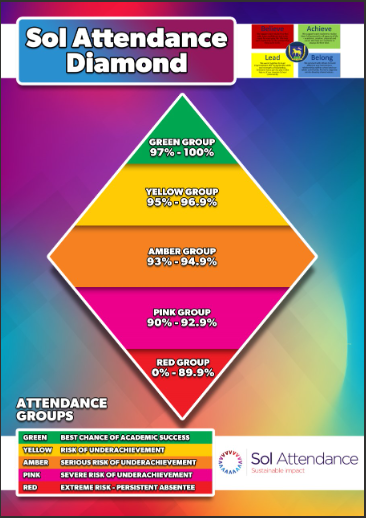 Sol Attendance
Diamond
Achieve
Lead
Belong
GREEN GROUP
97% - 100%
YELLOW GROUP
95% - 96.9%
AMBER GROUP
93% - 94.9%
PINK GROUP
90% - 92.9%
RED GROUP
0% - 89.9%
ATTENDANCE
GROUPS
GREEN BEST CHANCE OF ACADEMIC SUCCESS
YELLOW RISK OF UNDERACHIEVEMENT
AMBER SERIOUS RISK OF UNDERACHIEVEMENT
PINK SEVERE RISK OF UNDERACHIEVEMENT
RED EXTREME RISK - PERSISTENT ABSENTEE
Sol Attendance
Sustainable impact